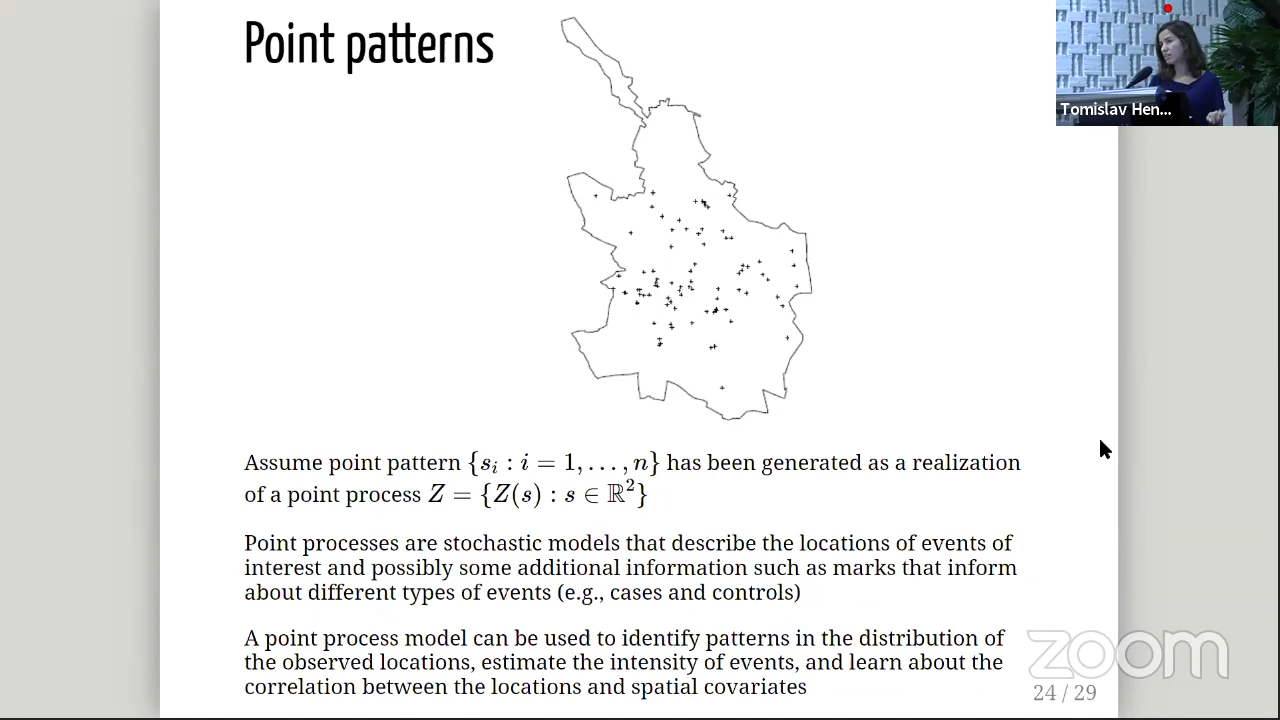 Point patterns
Tomislav Hen...
Assume point pattern {sᵢ : i = 1, . . . , n} has been generated as a realization
of a point process Z = {Z(s) : s ∈ ℝ²}
Point processes are stochastic models that describe the locations of events of
interest and possibly some additional information such as marks that inform
about different types of events (e.g., cases and controls)
A point process model can be used to identify patterns in the distribution of
the observed locations, estimate the intensity of events, and learn about the
correlation between the locations and spatial covariates
zoom
24 / 29